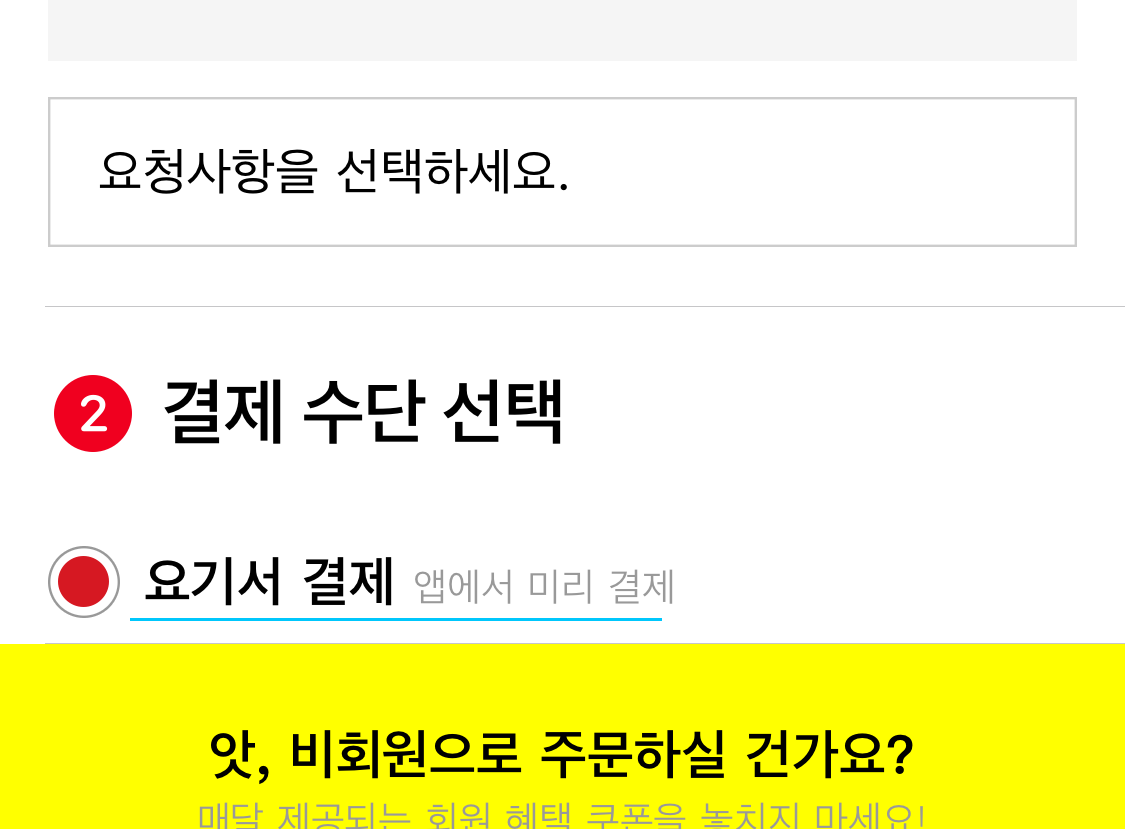 요청사항을 선택하세요.
2 결제 수단 선택
요기서 결제 앱에서 미리 결제
앗, 비회원으로 주문하실 건가요?
매달 제공되는 회원 혜택 쿠폰을 놓치지 마세요!